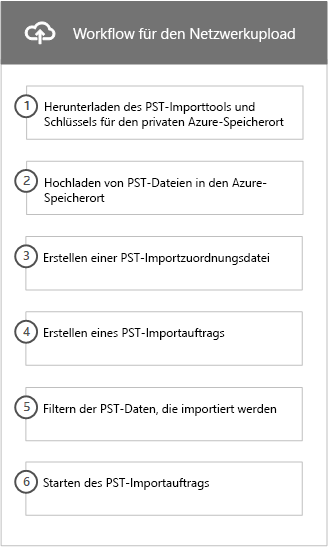 Workflow für den Netzwerkupload
1
Herunterladen des PST-Importtools und
Schlüssels für den privaten Azure-Speicherort
2
Hochladen von PST-Dateien in den Azure-
Speicherort
3
Erstellen einer PST-Importzuordnungsdatei
4
Erstellen eines PST-Importauftrags
5
Filtern der PST-Daten, die importiert werden
6
Starten des PST-Importauftrags